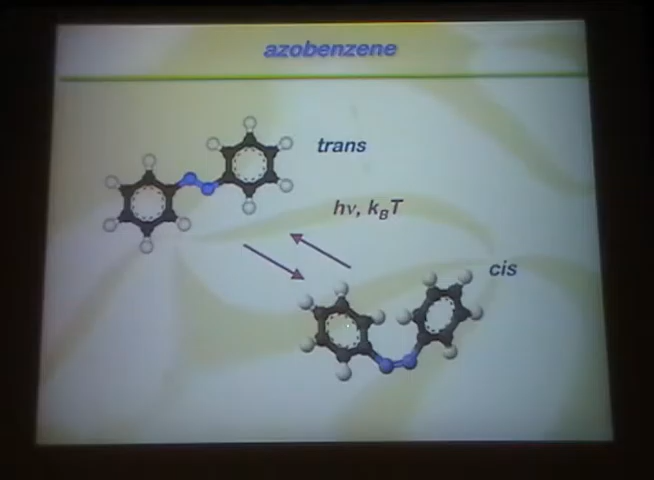 azobenzene
trans
hν, k_BT
cis